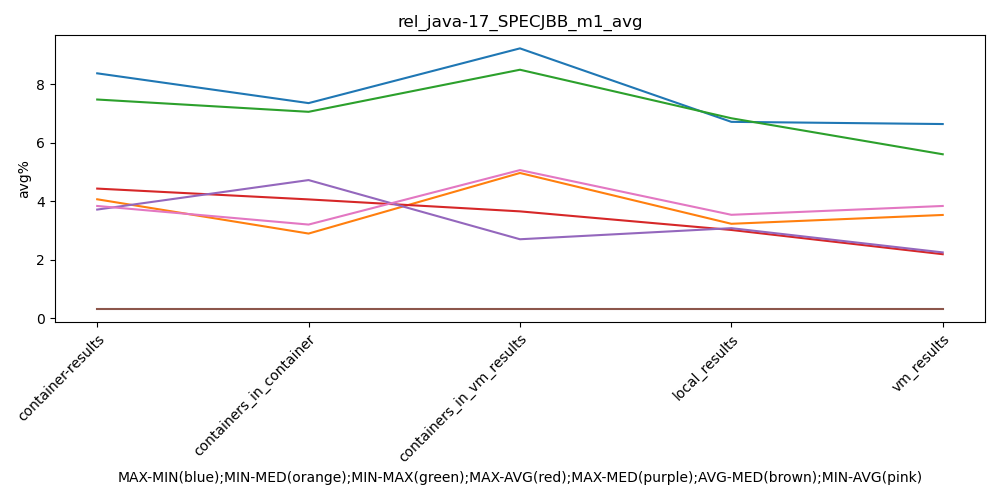 rel_java-17_SPECJBB_m1_avg
avg%
8
6
4
2
0
container-results
containers_in_container
containers_in_vm_results
local_results
vm_results
MAX-MIN(blue);MIN-MED(orange);MIN-MAX(green);MAX-AVG(red);MAX-MED(purple);AVG-MED(brown);MIN-AVG(pink)